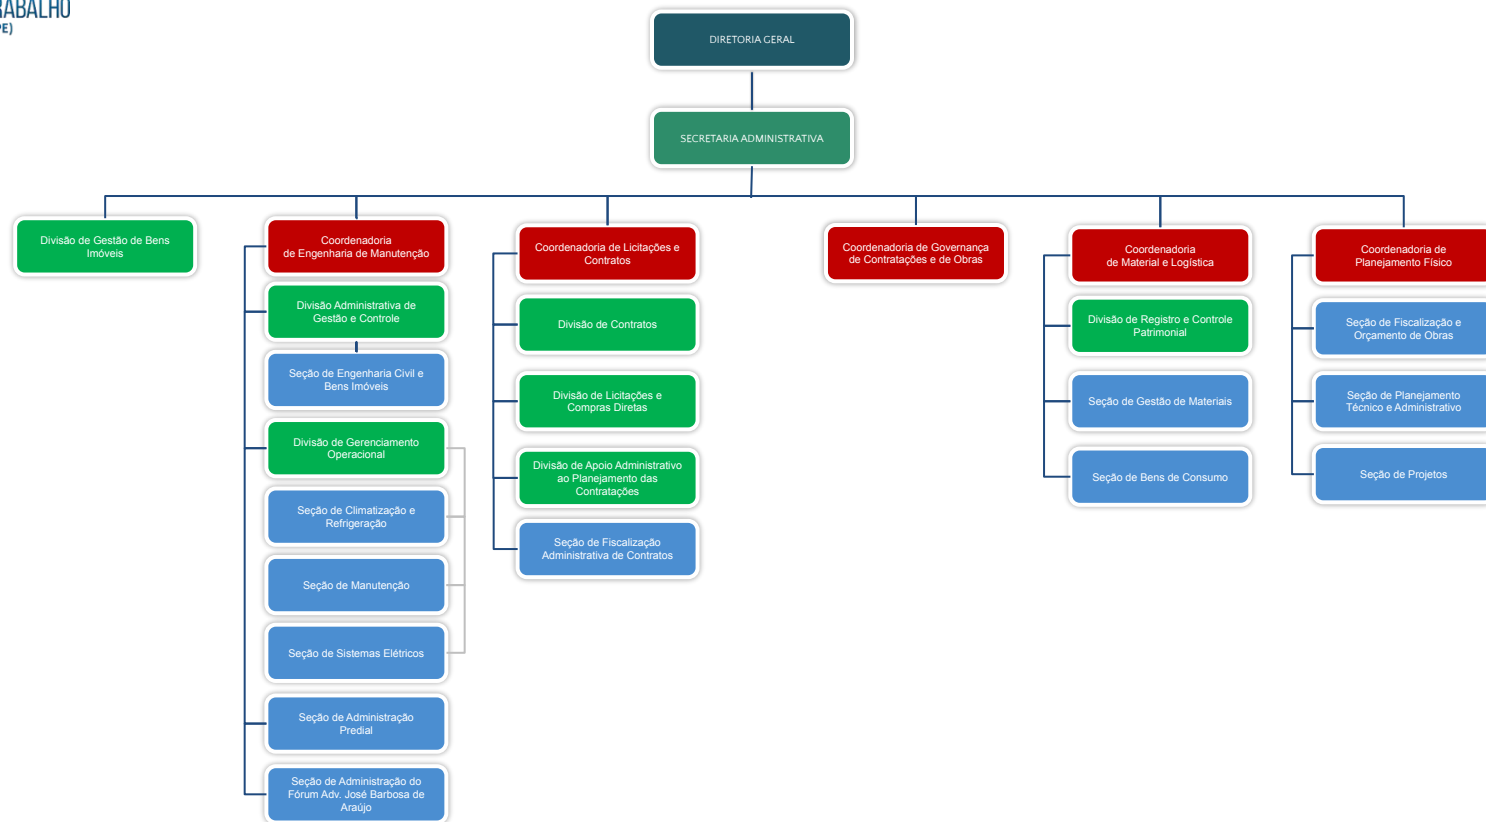 PE)
DIRETORIA GERAL
SECRETARIA ADMINISTRATIVA
Divisão de Gestão de Bens
Imóveis
Coordenadoria
de Engenharia de Manutenção
Divisão Administrativa de
Gestão e Controle
Seção de Engenharia Civil e
Bens Imóveis
Divisão de Gerenciamento
Operacional
Seção de Climatização e
Refrigeração
Seção de Manutenção
Seção de Sistemas Elétricos
Seção de Administração
Predial
Seção de Administração do
Fórum Adv. José Barbosa de
Araújo
Coordenadoria de Licitações e
Contratos
Divisão de Contratos
Divisão de Licitações e
Compras Diretas
Divisão de Apoio Administrativo
ao Planejamento das
Contratações
Seção de Fiscalização
Administrativa de Contratos
Coordenadoria de Governança
de Contratações e de Obras
Coordenadoria
de Material e Logística
Divisão de Registro e Controle
Patrimonial
Seção de Gestão de Materiais
Seção de Bens de Consumo
Coordenadoria de
Planejamento Físico
Seção de Fiscalização e
Orçamento de Obras
Seção de Planejamento
Técnico e Administrativo
Seção de Projetos